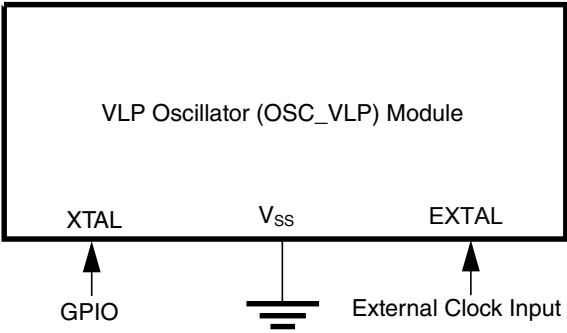 VLP Oscillator (OSC_VLP) Module
XTAL
VSS
EXTAL
GPIO
External Clock Input